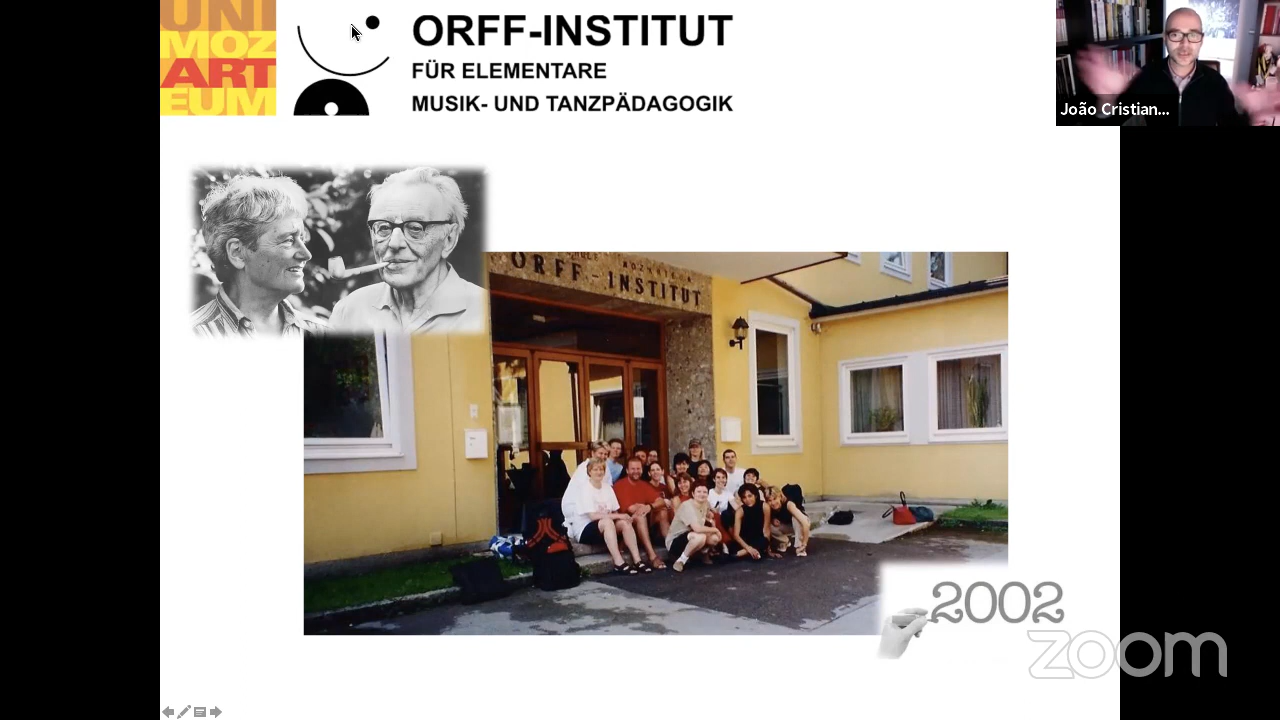 UNI
MOZ
ART
EUM
ORFF-INSTITUT
FÜR ELEMENTARE
MUSIK- UND TANZPÄDAGOGIK
João Cristian...
ORFF-INSTITUT
2002
zoom